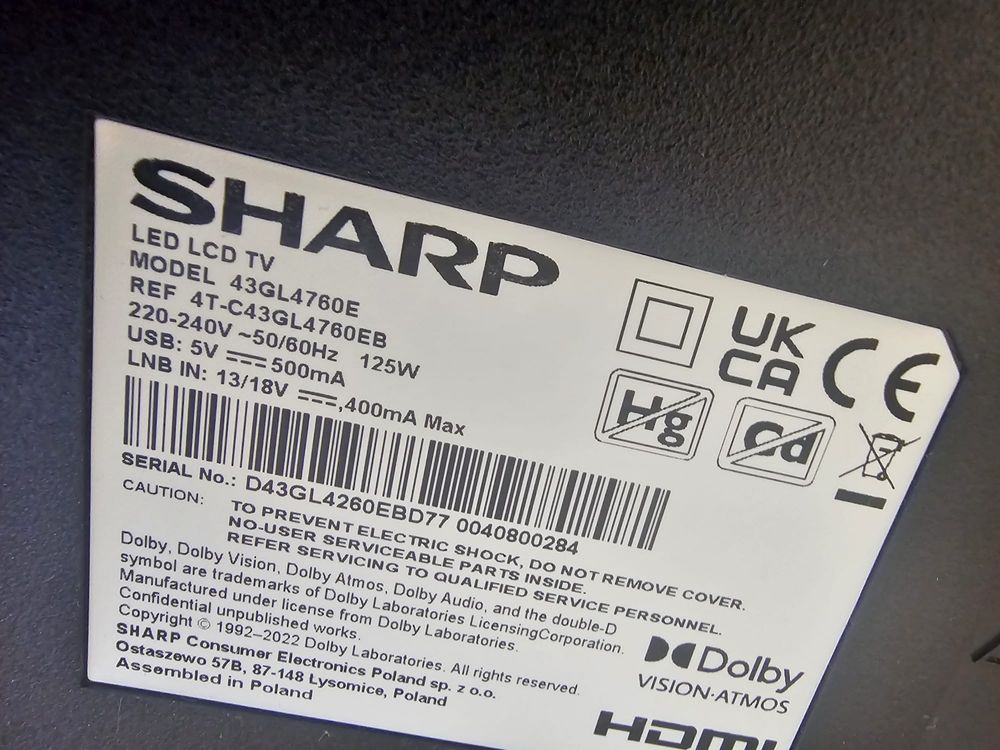 SHARP
LED LCD TV
MODEL 43GL4760E
REF 4T-C43GL4760EB
220-240V ~50/60Hz 125W
USB: 5V ⎓ 500mA
LNB IN: 13/18V ⎓,400mA Max
UK
CA
CE
Hg
Cd
SERIAL No.: D43GL4260EBD77 0040800284
CAUTION: TO PREVENT ELECTRIC SHOCK, DO NOT REMOVE COVER.
NO-USER SERVICEABLE PARTS INSIDE.
REFER SERVICING TO QUALIFIED SERVICE PERSONNEL.
Dolby, Dolby Vision, Dolby Atmos, Dolby Audio, and the double-D
symbol are trademarks of Dolby Laboratories LicensingCorporation.
Manufactured under license from Dolby Laboratories.
Confidential unpublished works.
Copyright © 1992–2022 Dolby Laboratories. All rights reserved.
SHARP Consumer Electronics Poland sp. z o.o.
Ostaszewo 57B, 87-148 Lysomice, Poland
Assembled in Poland
Dolby
VISION·ATMOS
HDMI